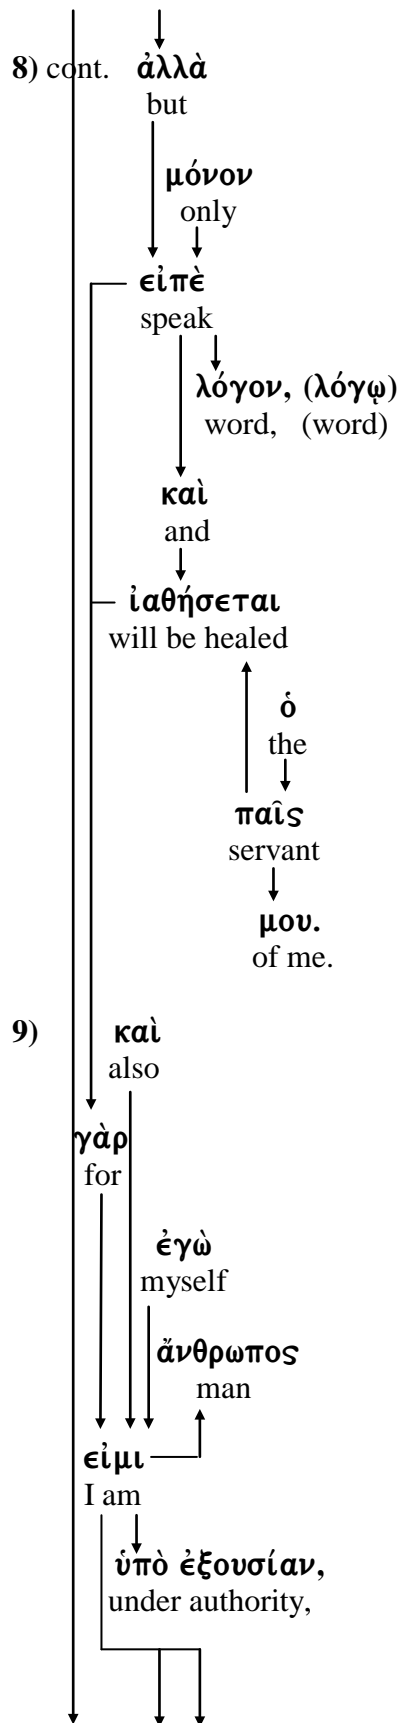 8) cont. ἀλλὰ
but
μόνον
only
εἰπὲ
speak
λόγον, (λόγῳ)
word, (word)
καὶ
and
ἰαθήσεται
will be healed
ὁ
the
παῖς
servant
μου.
of me.
9) καὶ
also
γὰρ
for
ἐγὼ
myself
ἄνθρωπος
man
εἰμι
I am
ὑπὸ ἐξουσίαν,
under authority,